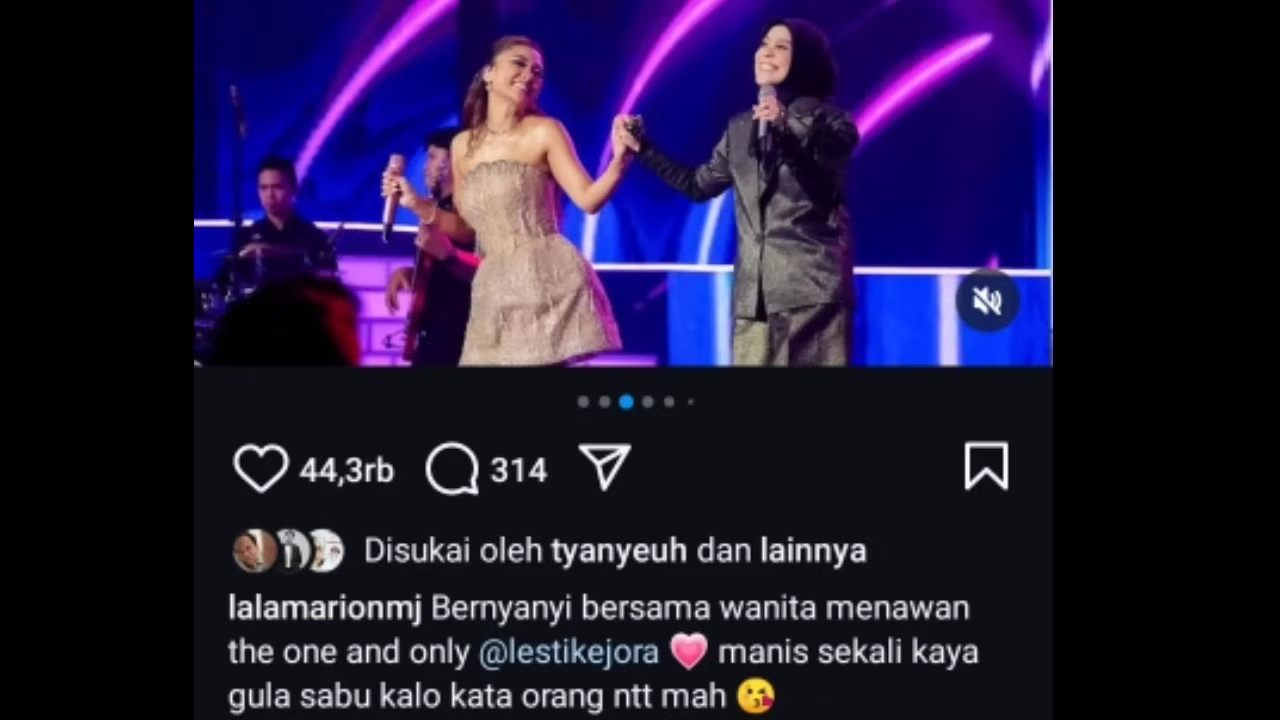 44,3rb 314
Disukai oleh tyanyeuh dan lainnya
lalamarionmj Bernyanyi bersama wanita menawan
the one and only @lestikejora 💗 manis sekali kaya
gula sabu kalo kata orang ntt mah 😘